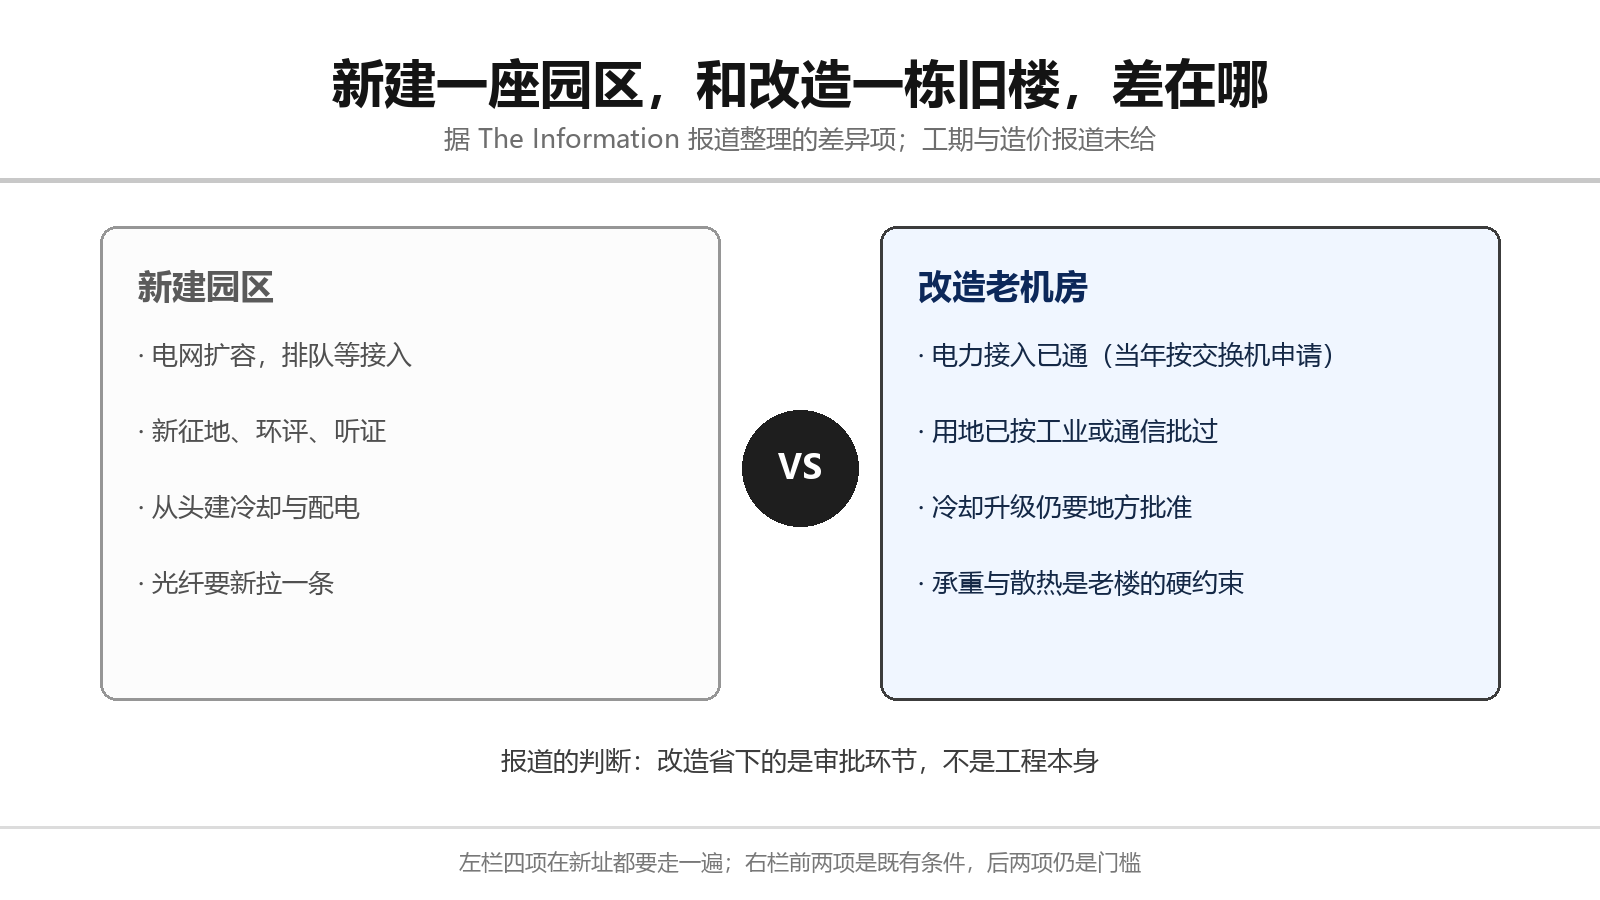 新建一座园区，和改造一栋旧楼，差在哪
据 The Information 报道整理的差异项；工期与造价报道未给
新建园区
· 电网扩容，排队等接入
· 新征地、环评、听证
· 从头建冷却与配电
· 光纤要新拉一条
VS
改造老机房
· 电力接入已通（当年按交换机申请）
· 用地已按工业或通信批过
· 冷却升级仍要地方批准
· 承重与散热是老楼的硬约束
报道的判断：改造省下的是审批环节，不是工程本身
左栏四项在新址都要走一遍；右栏前两项是既有条件，后两项仍是门槛